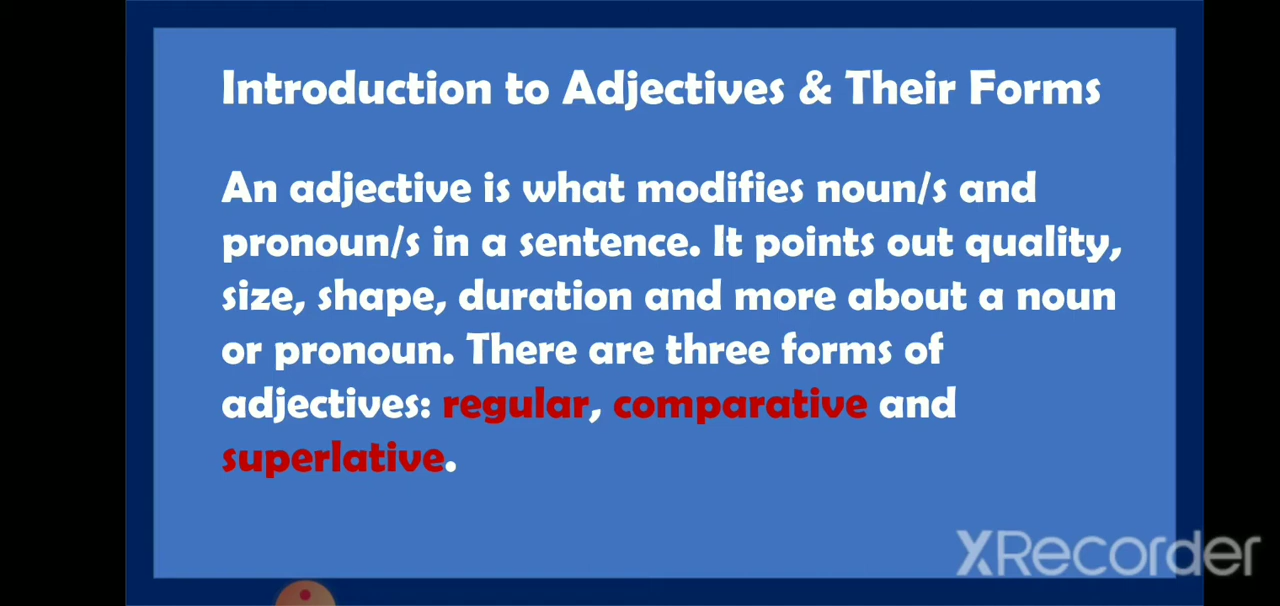 Introduction to Adjectives & Their Forms
An adjective is what modifies noun/s and
pronoun/s in a sentence. It points out quality,
size, shape, duration and more about a noun
or pronoun. There are three forms of
adjectives: regular, comparative and
superlative.
XRecorder